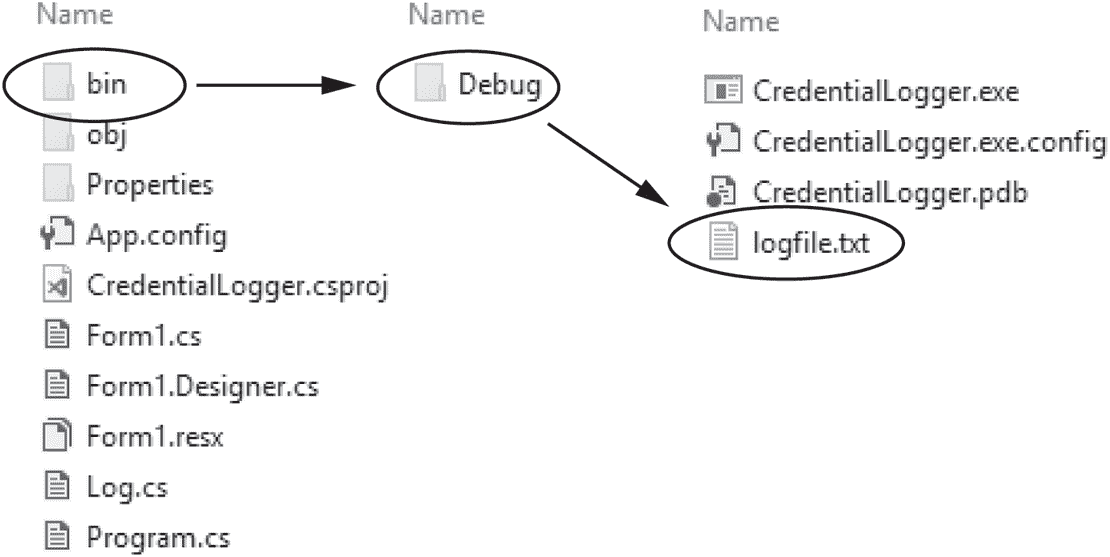 Name
bin
obj
Properties
App.config
CredentialLogger.csproj
Form1.cs
Form1.Designer.cs
Form1.resx
Log.cs
Program.cs
Name
Debug
Name
CredentialLogger.exe
CredentialLogger.exe.config
CredentialLogger.pdb
logfile.txt